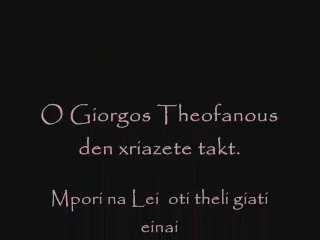 O Giorgos Theofanous
den xriazete takt.
Mpori na Lei oti theli giati
einai